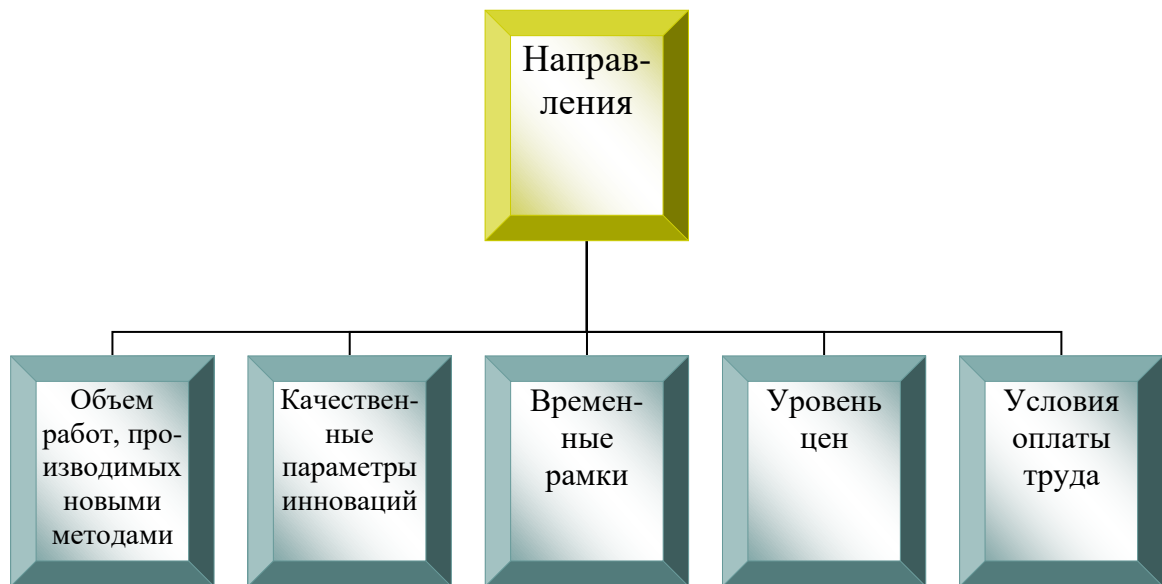 Направ-
ления
Объем
работ, про-
изводимых
новыми
методами
Качествен-
ные
параметры
инноваций
Времен-
ные
рамки
Уровень
цен
Условия
оплаты
труда